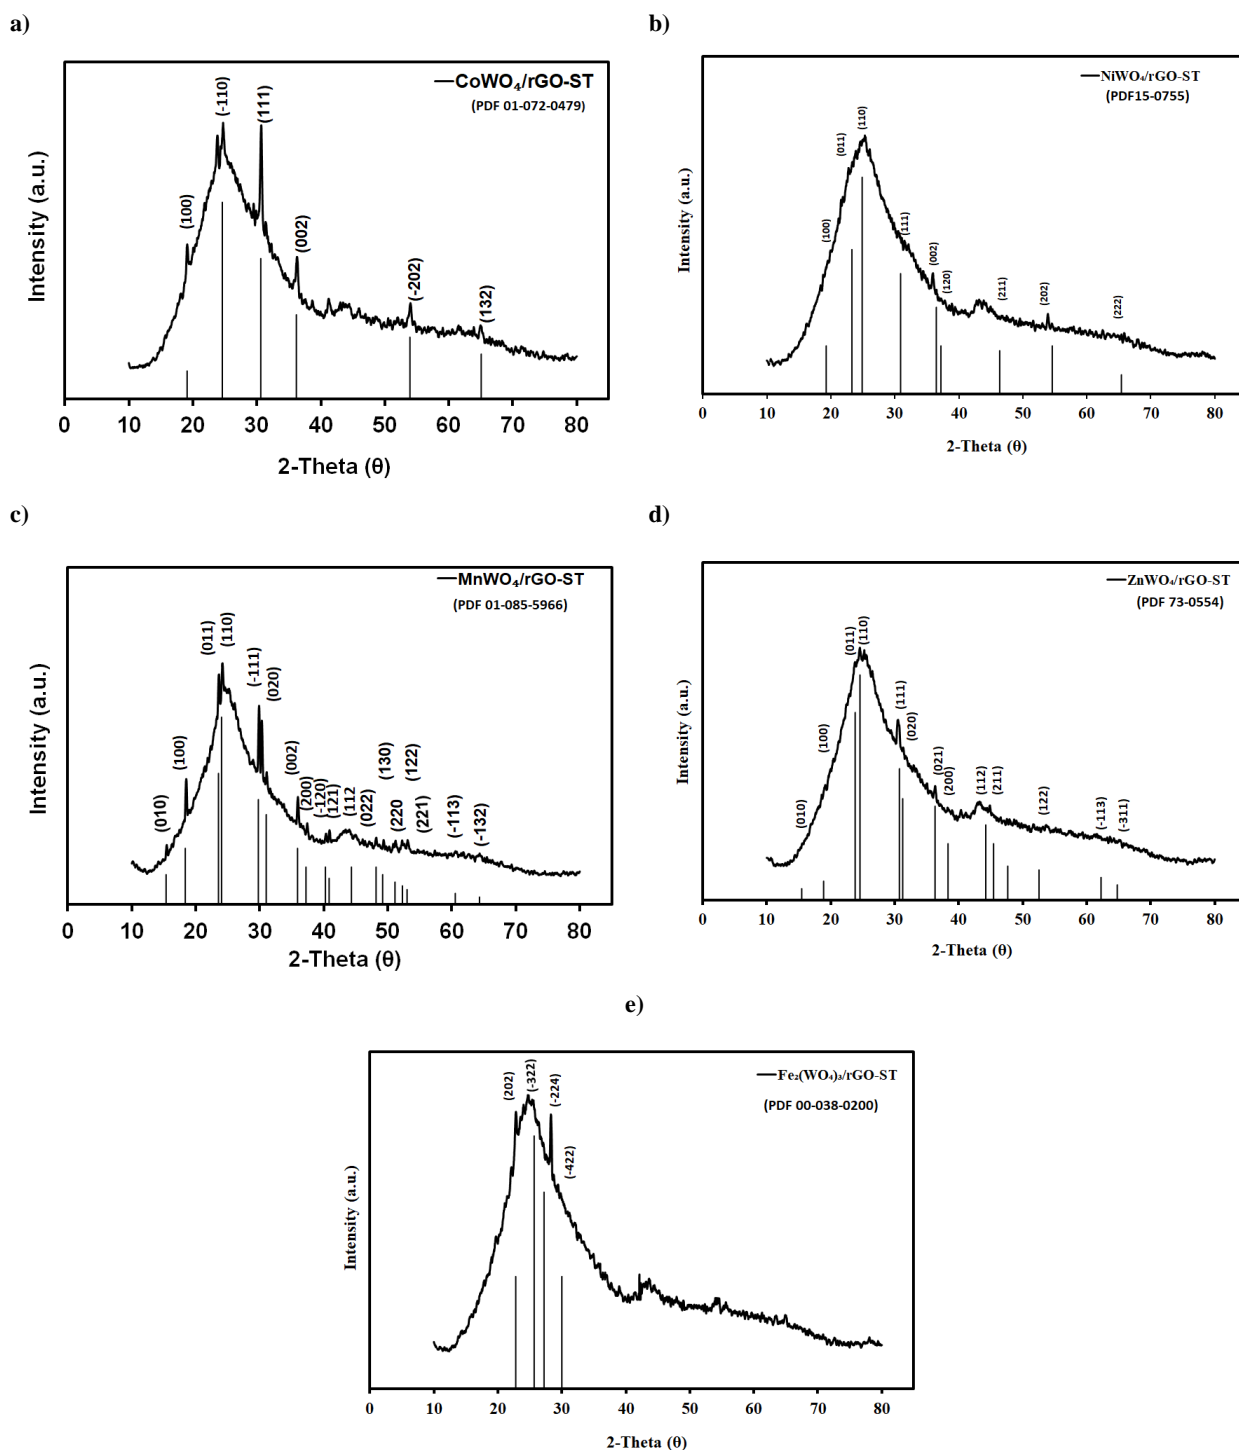 a)
CoWO₄/rGO-ST
(PDF 01-072-0479)
(100)
(-110)
(111)
(002)
(-202)
(132)
Intensity (a.u.)
0 10 20 30 40 50 60 70 80
2-Theta (θ)
b)
NiWO₄/rGO-ST
(PDF15-0755)
(100)
(011)
(110)
(111)
(002)
(120)
(211)
(202)
(222)
Intensity (a.u.)
0 10 20 30 40 50 60 70 80
2-Theta (θ)
c)
MnWO₄/rGO-ST
(PDF 01-085-5966)
(010)
(100)
(011)
(110)
(-111)
(020)
(002)
(200)
(-120)
(121)
(112
(022)
(130)
(220
(122)
(221)
(-113)
(-132)
Intensity (a.u.)
0 10 20 30 40 50 60 70 80
2-Theta (θ)
d)
ZnWO₄/rGO-ST
(PDF 73-0554)
(010)
(100)
(011)
(110)
(111)
(020)
(021)
(200)
(112)
(211)
(122)
(-113)
(-311)
Intensity (a.u.)
0 10 20 30 40 50 60 70 80
2-Theta (θ)
e)
Fe₂(WO₄)₃/rGO-ST
(PDF 00-038-0200)
(202)
(-322)
(-224)
(-422)
Intensity (a.u.)
0 10 20 30 40 50 60 70 80
2-Theta (θ)